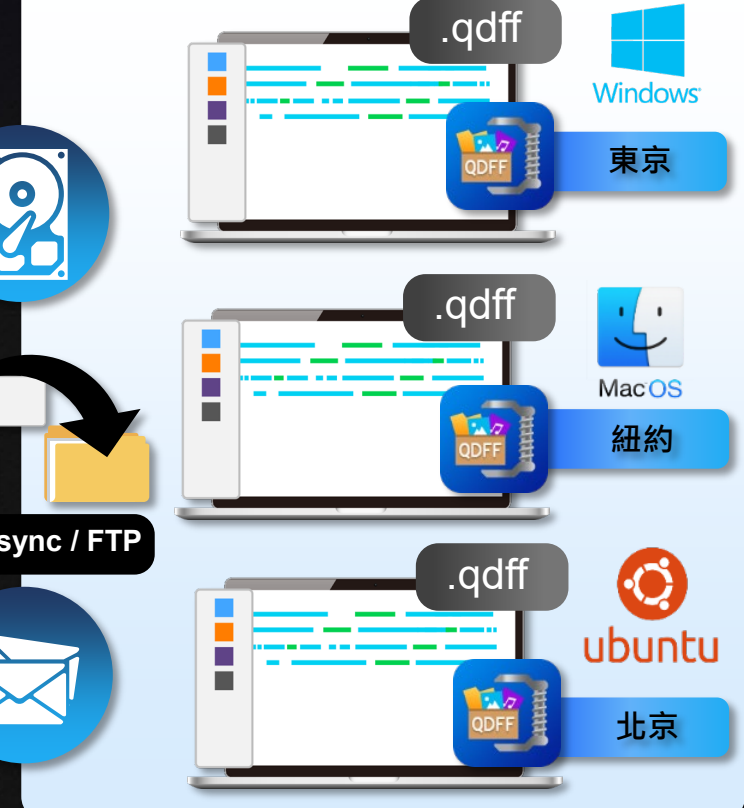 .qdff
Windows
QDFF
東京
.qdff
MacOS
QDFF
紐約
sync / FTP
.qdff
ubuntu
QDFF
北京